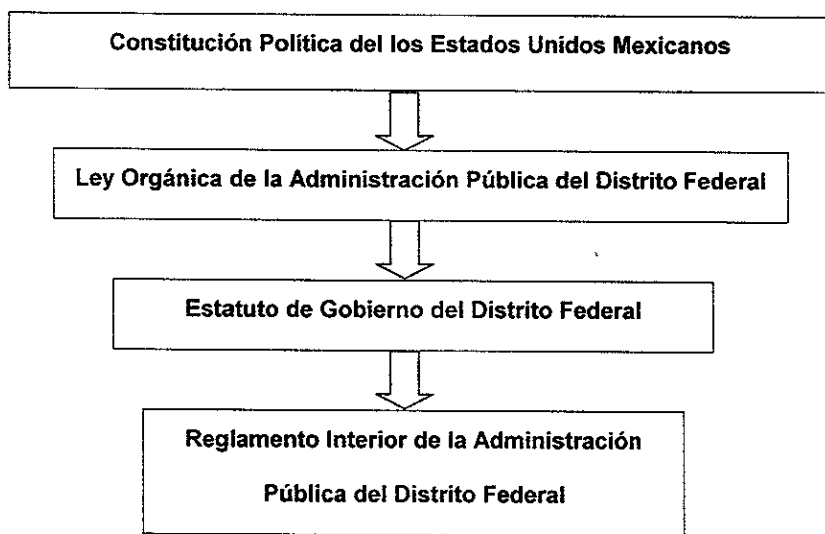 Constitución Política del los Estados Unidos Mexicanos
Ley Orgánica de la Administración Pública del Distrito Federal
Estatuto de Gobierno del Distrito Federal
Reglamento Interior de la Administración
Pública del Distrito Federal